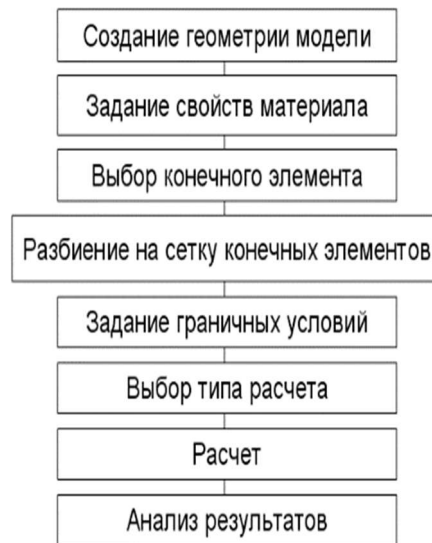 Создание геометрии модели
Задание свойств материала
Выбор конечного элемента
Разбиение на сетку конечных элементов
Задание граничных условий
Выбор типа расчета
Расчет
Анализ результатов